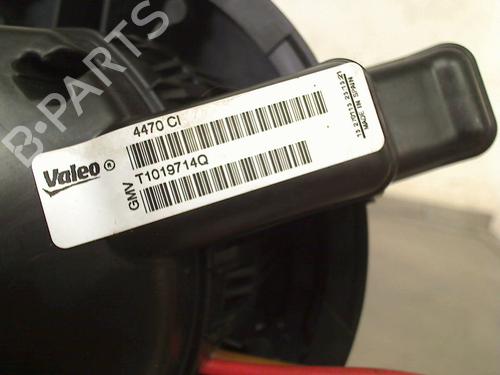 B-PARTS
Valeo ®
4470 CI
GMV
T1019714Q
MADE IN SPAIN